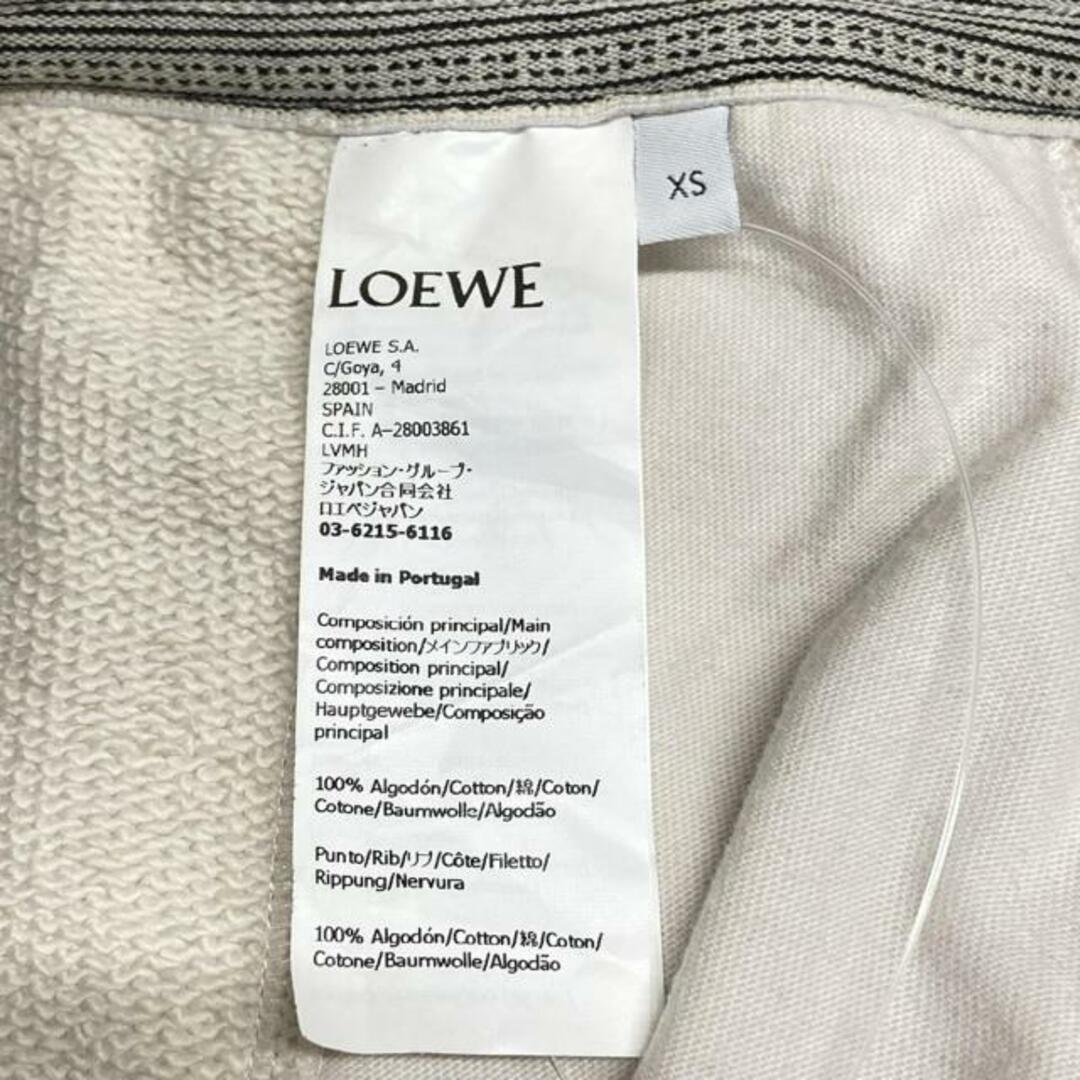 XS
LOEWE
LOEWE S.A.
C/Goya, 4
28001 – Madrid
SPAIN
C.I.F. A-28003861
LVMH
ファッション・グループ・
ジャパン合同会社
ロエベジャパン
03-6215-6116
Made in Portugal
Composición principal/Main
composition/メインファブリック/
Composition principal/
Composizione principale/
Hauptgewebe/Composição
principal
100% Algodón/Cotton/綿/Coton/
Cotone/Baumwolle/Algodão
Punto/Rib/リブ/Côte/Filetto/
Rippung/Nervura
100% Algodón/Cotton/綿/Coton/
Cotone/Baumwolle/Algodão